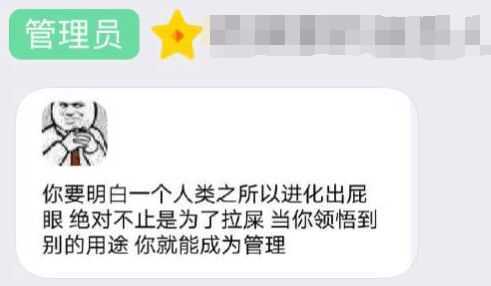 管理员
你要明白一个人类之所以进化出屁
眼 绝对不止是为了拉屎 当你领悟到
别的用途 你就能成为管理